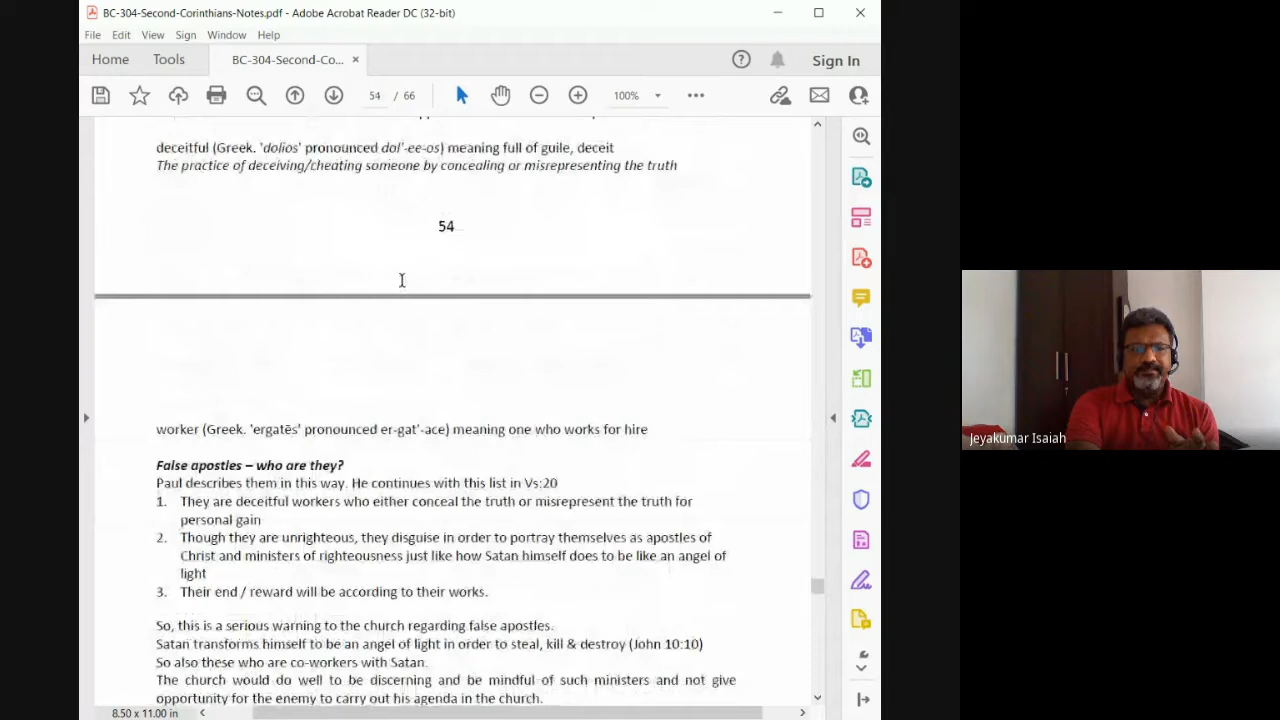 BC-304-Second-Corinthians-Notes.pdf - Adobe Acrobat Reader DC (32-bit)
File Edit View Sign Window Help
Home Tools BC-304-Second-Co... × Sign In
54 / 66 100%
deceitful (Greek. 'dolios' pronounced dol'-ee-os) meaning full of guile, deceit
The practice of deceiving/cheating someone by concealing or misrepresenting the truth
54
worker (Greek. 'ergatēs' pronounced er-gat'-ace) meaning one who works for hire
False apostles – who are they?
Paul describes them in this way. He continues with this list in Vs:20
1. They are deceitful workers who either conceal the truth or misrepresent the truth for
personal gain
2. Though they are unrighteous, they disguise in order to portray themselves as apostles of
Christ and ministers of righteousness just like how Satan himself does to be like an angel of
light
3. Their end / reward will be according to their works.
So, this is a serious warning to the church regarding false apostles.
Satan transforms himself to be an angel of light in order to steal, kill & destroy (John 10:10)
So also these who are co-workers with Satan.
The church would do well to be discerning and be mindful of such ministers and not give
opportunity for the enemy to carry out his agenda in the church.
8.50 x 11.00 in
Jeyakumar Isaiah